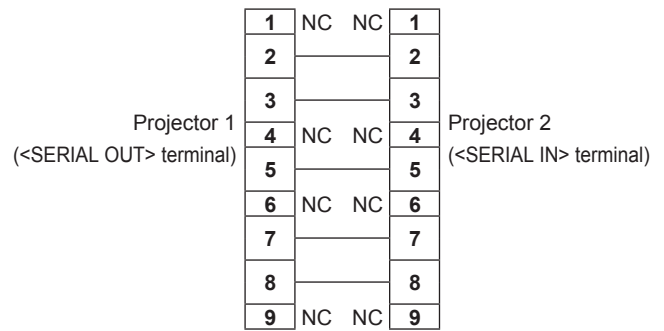 1 NC NC 1
2 2
3 3
Projector 1
(<SERIAL OUT> terminal)
Projector 2
(<SERIAL IN> terminal)
4 NC NC 4
5 5
6 NC NC 6
7 7
8 8
9 NC NC 9